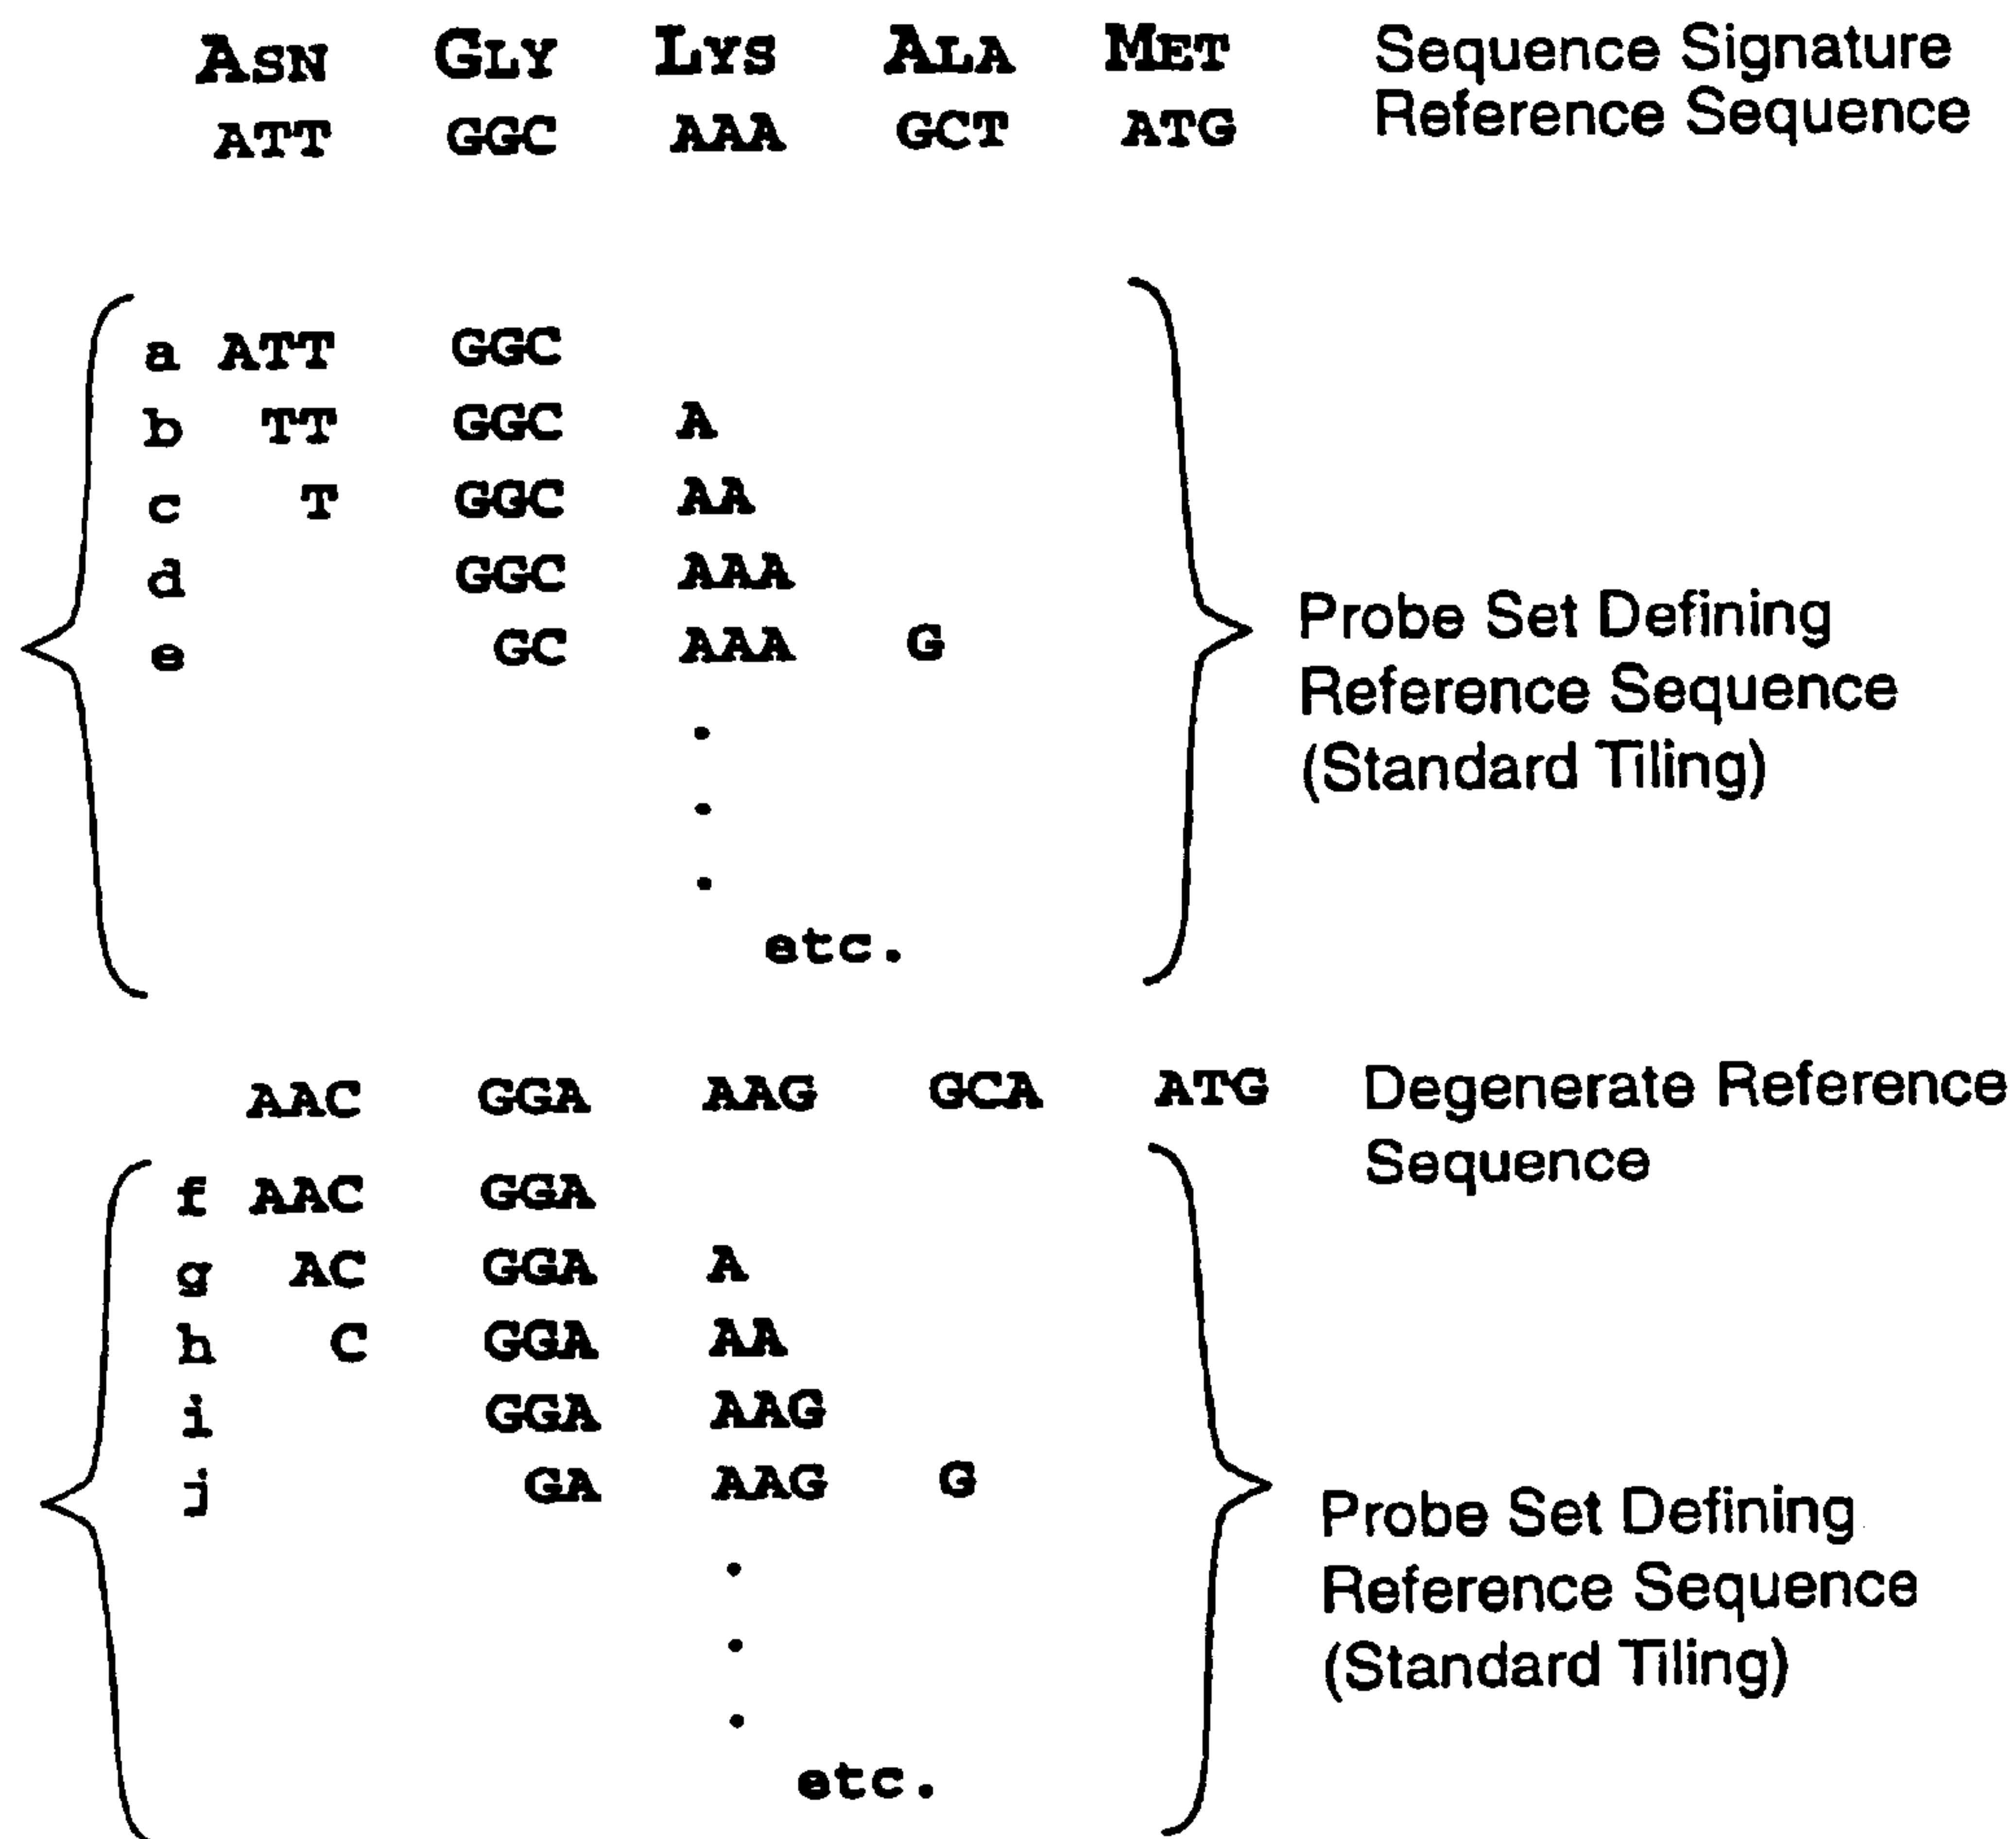 ASN GLY LYS ALA MET Sequence Signature
ATT GGC AAA GCT ATG Reference Sequence
a ATT GGC
b TT GGC A
c T GGC AA
d GGC AAA
e GC AAA G
Probe Set Defining
Reference Sequence
(Standard Tiling)
.
.
.
etc.
AAC GGA AAG GCA ATG Degenerate Reference
Sequence
f AAC GGA
g AC GGA A
h C GGA AA
i GGA AAG
j GA AAG G
Probe Set Defining
Reference Sequence
(Standard Tiling)
.
.
.
etc.